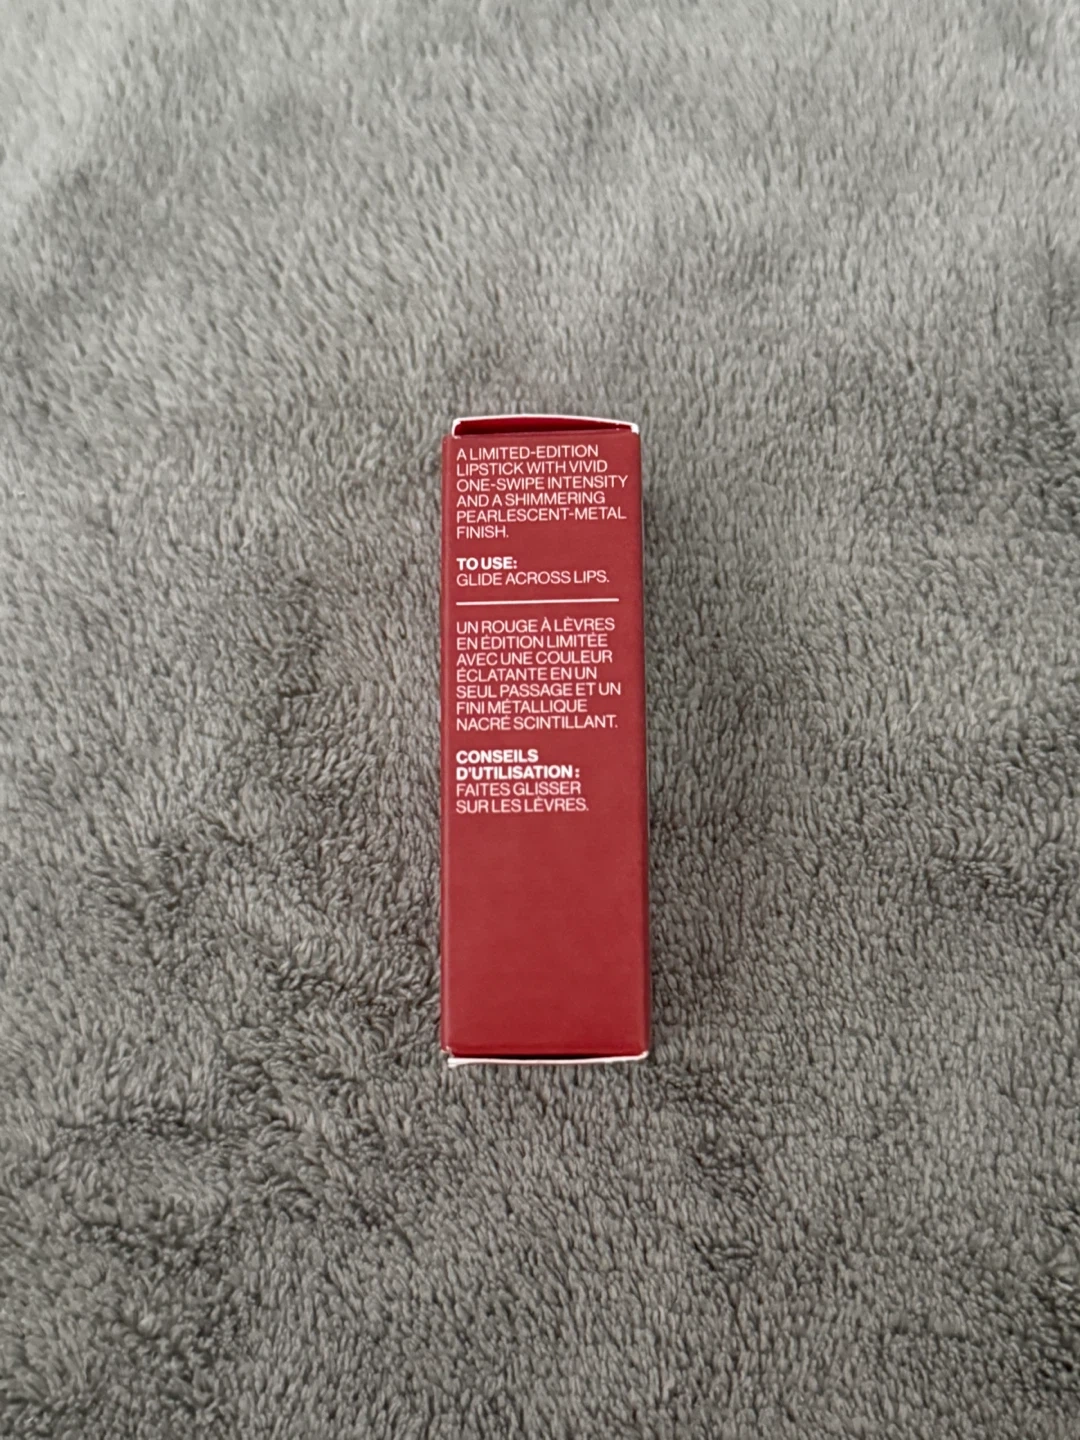 A LIMITED-EDITION
LIPSTICK WITH VIVID
ONE-SWIPE INTENSITY
AND A SHIMMERING
PEARLESCENT-METAL
FINISH.
TO USE:
GLIDE ACROSS LIPS.
UN ROUGE À LÈVRES
EN ÉDITION LIMITÉE
AVEC UNE COULEUR
ÉCLATANTE EN UN
SEUL PASSAGE ET UN
FINI MÉTALLIQUE
NACRÉ SCINTILLANT.
CONSEILS
D'UTILISATION :
FAITES GLISSER
SUR LES LÈVRES.